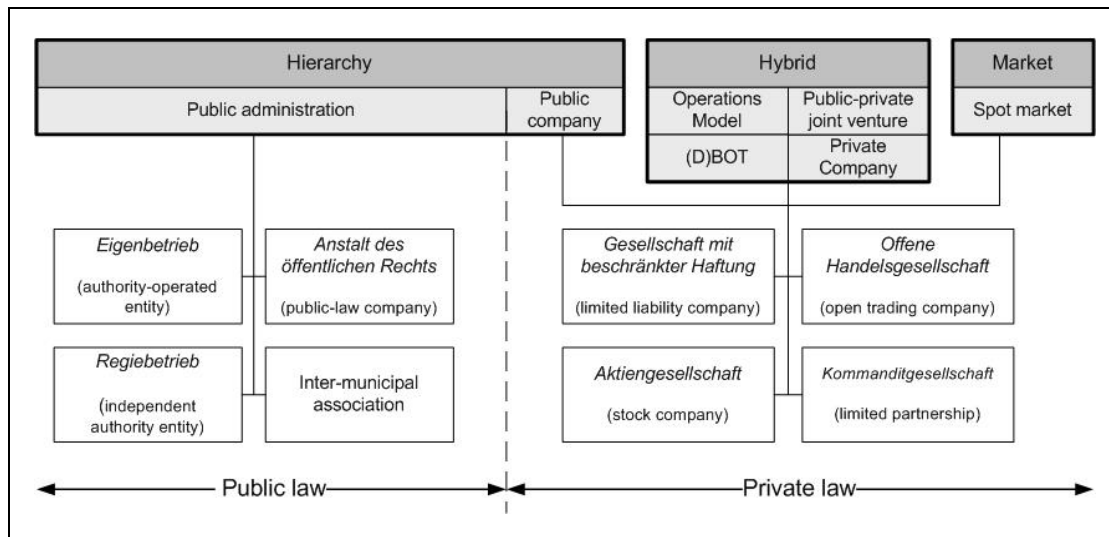 Hierarchy
Public administration
Public
company
Hybrid
Operations
Model
Public-private
joint venture
(D)BOT
Private
Company
Market
Spot market
Eigenbetrieb
(authority-operated
entity)
Anstalt des
öffentlichen Rechts
(public-law company)
Gesellschaft mit
beschränkter Haftung
(limited liability company)
Offene
Handelsgesellschaft
(open trading company)
Regiebetrieb
(independent
authority entity)
Inter-municipal
association
Aktiengesellschaft
(stock company)
Kommanditgesellschaft
(limited partnership)
Public law
Private law